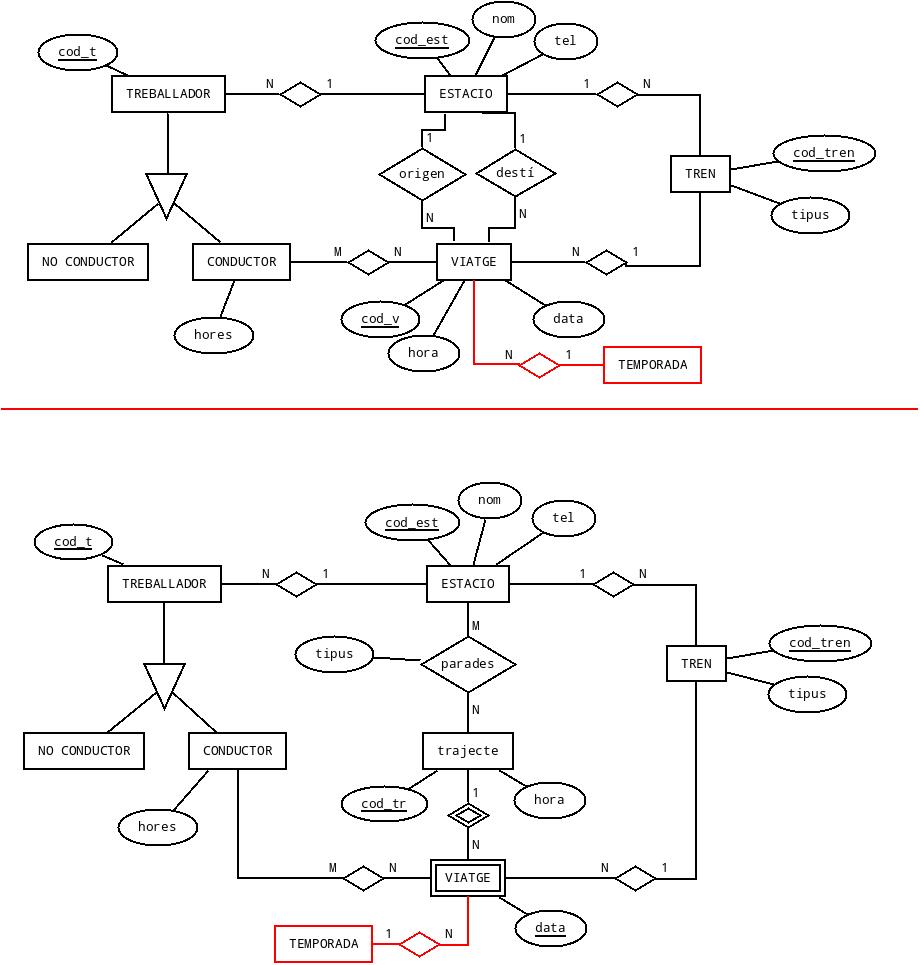 nom
cod_est
tel
cod_t
N
1
1
N
TREBALLADOR
ESTACIO
1
1
cod_tren
origen
destí
TREN
tipus
N
N
M
N
N
1
NO CONDUCTOR
CONDUCTOR
VIATGE
cod_v
data
hores
hora
N
1
TEMPORADA
nom
cod_est
tel
cod_t
N
1
1
N
TREBALLADOR
ESTACIO
M
cod_tren
tipus
parades
TREN
tipus
N
NO CONDUCTOR
CONDUCTOR
trajecte
1
cod_tr
hora
hores
N
M
N
N
1
VIATGE
data
1
N
TEMPORADA